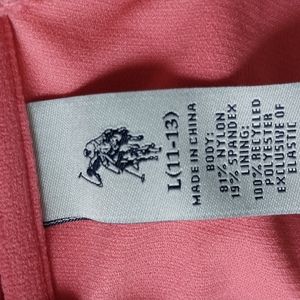 L(11-13)
MADE IN CHINA
BODY:
81% NYLON
19% SPANDEX
LINING:
100% RECYCLED
POLYESTER
EXCLUSIVE OF
ELASTIC